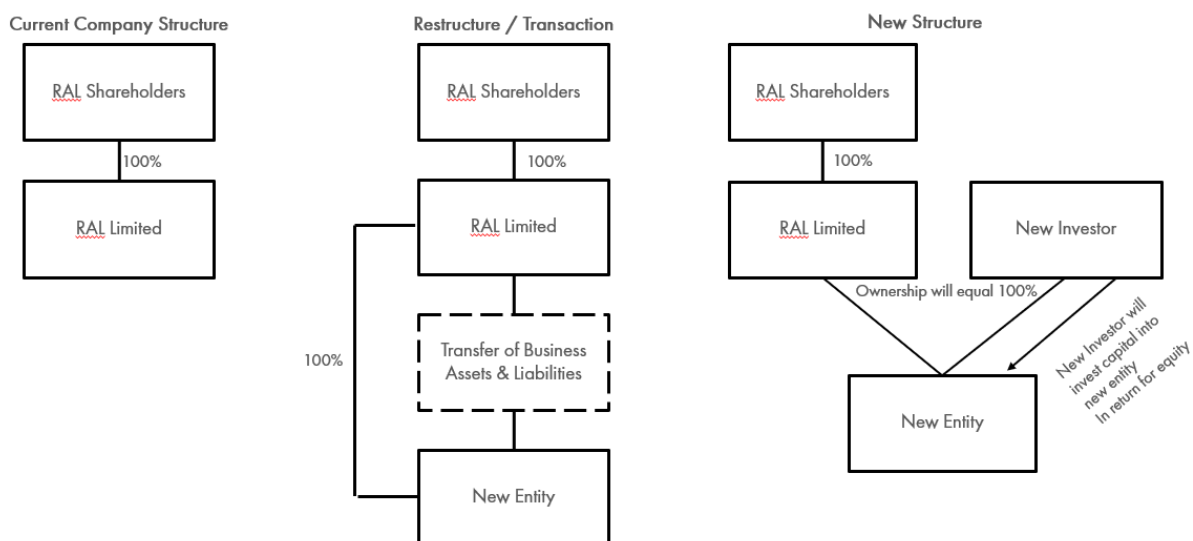 Current Company Structure
RAL Shareholders
100%
RAL Limited
Restructure / Transaction
RAL Shareholders
100%
RAL Limited
100%
Transfer of Business
Assets & Liabilities
New Entity
New Structure
RAL Shareholders
100%
RAL Limited
New Investor
Ownership will equal 100%
New Investor will
invest capital into
new entity
In return for equity
New Entity